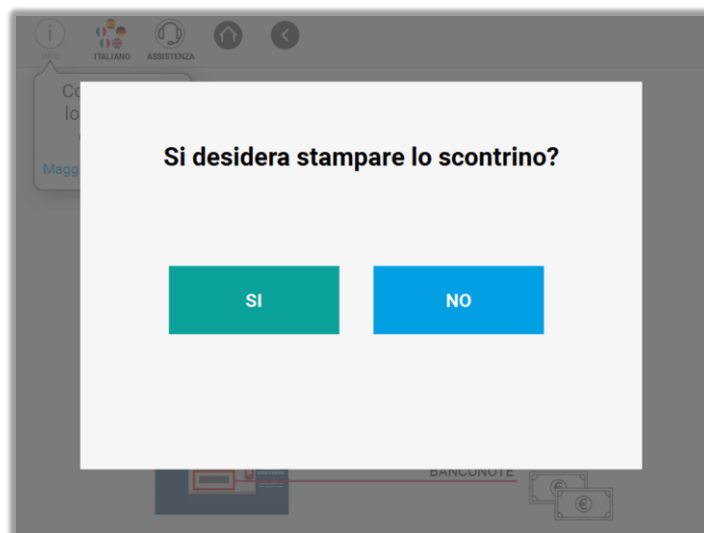 ITALIANO
ASSISTENZA
Si desidera stampare lo scontrino?
SI
NO
BANCONOTE